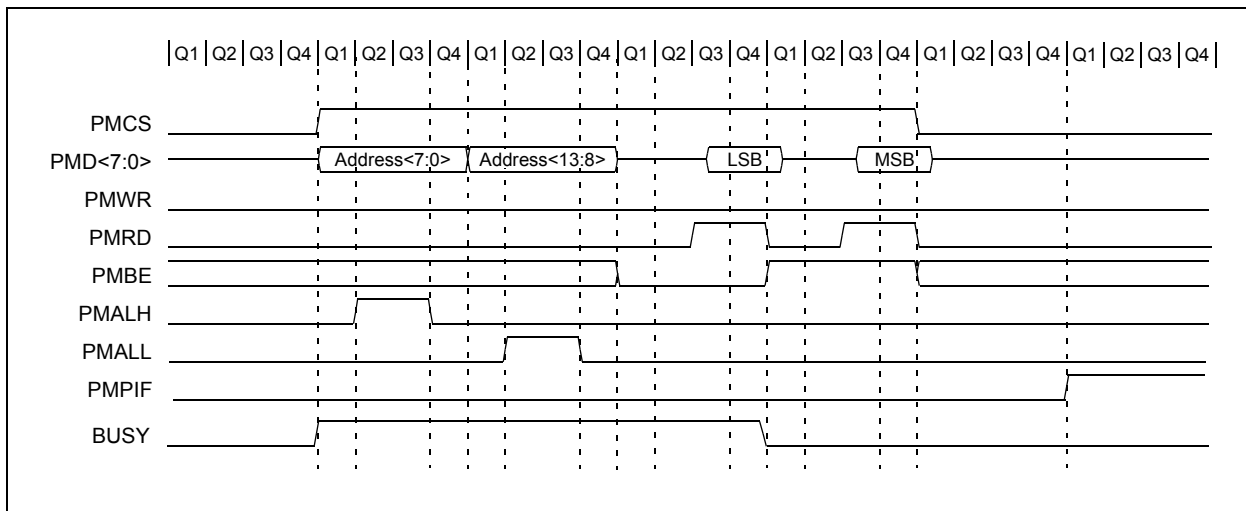 Q1 Q2 Q3 Q4 Q1 Q2 Q3 Q4 Q1 Q2 Q3 Q4 Q1 Q2 Q3 Q4 Q1 Q2 Q3 Q4 Q1 Q2 Q3 Q4 Q1 Q2 Q3 Q4
PMCS
PMD<7:0> Address<7:0> Address<13:8> LSB MSB
PMWR
PMRD
PMBE
PMALH
PMALL
PMPIF
BUSY